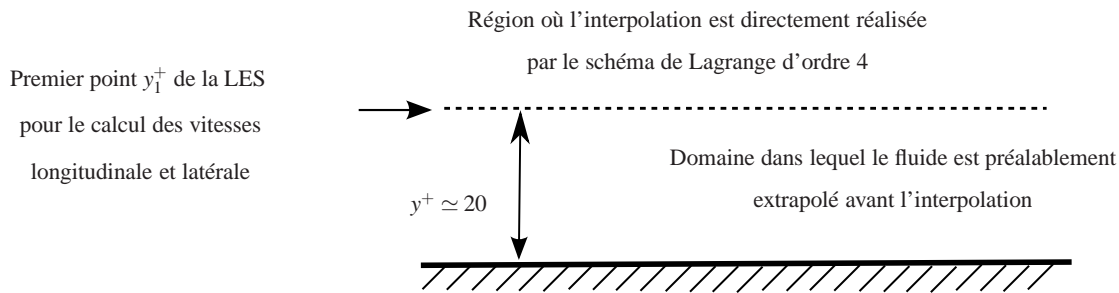 Région où l'interpolation est directement réalisée
par le schéma de Lagrange d'ordre 4
Premier point y₁⁺ de la LES
pour le calcul des vitesses
longitudinale et latérale
Domaine dans lequel le fluide est préalablement
extrapolé avant l'interpolation
y⁺ ≃ 20